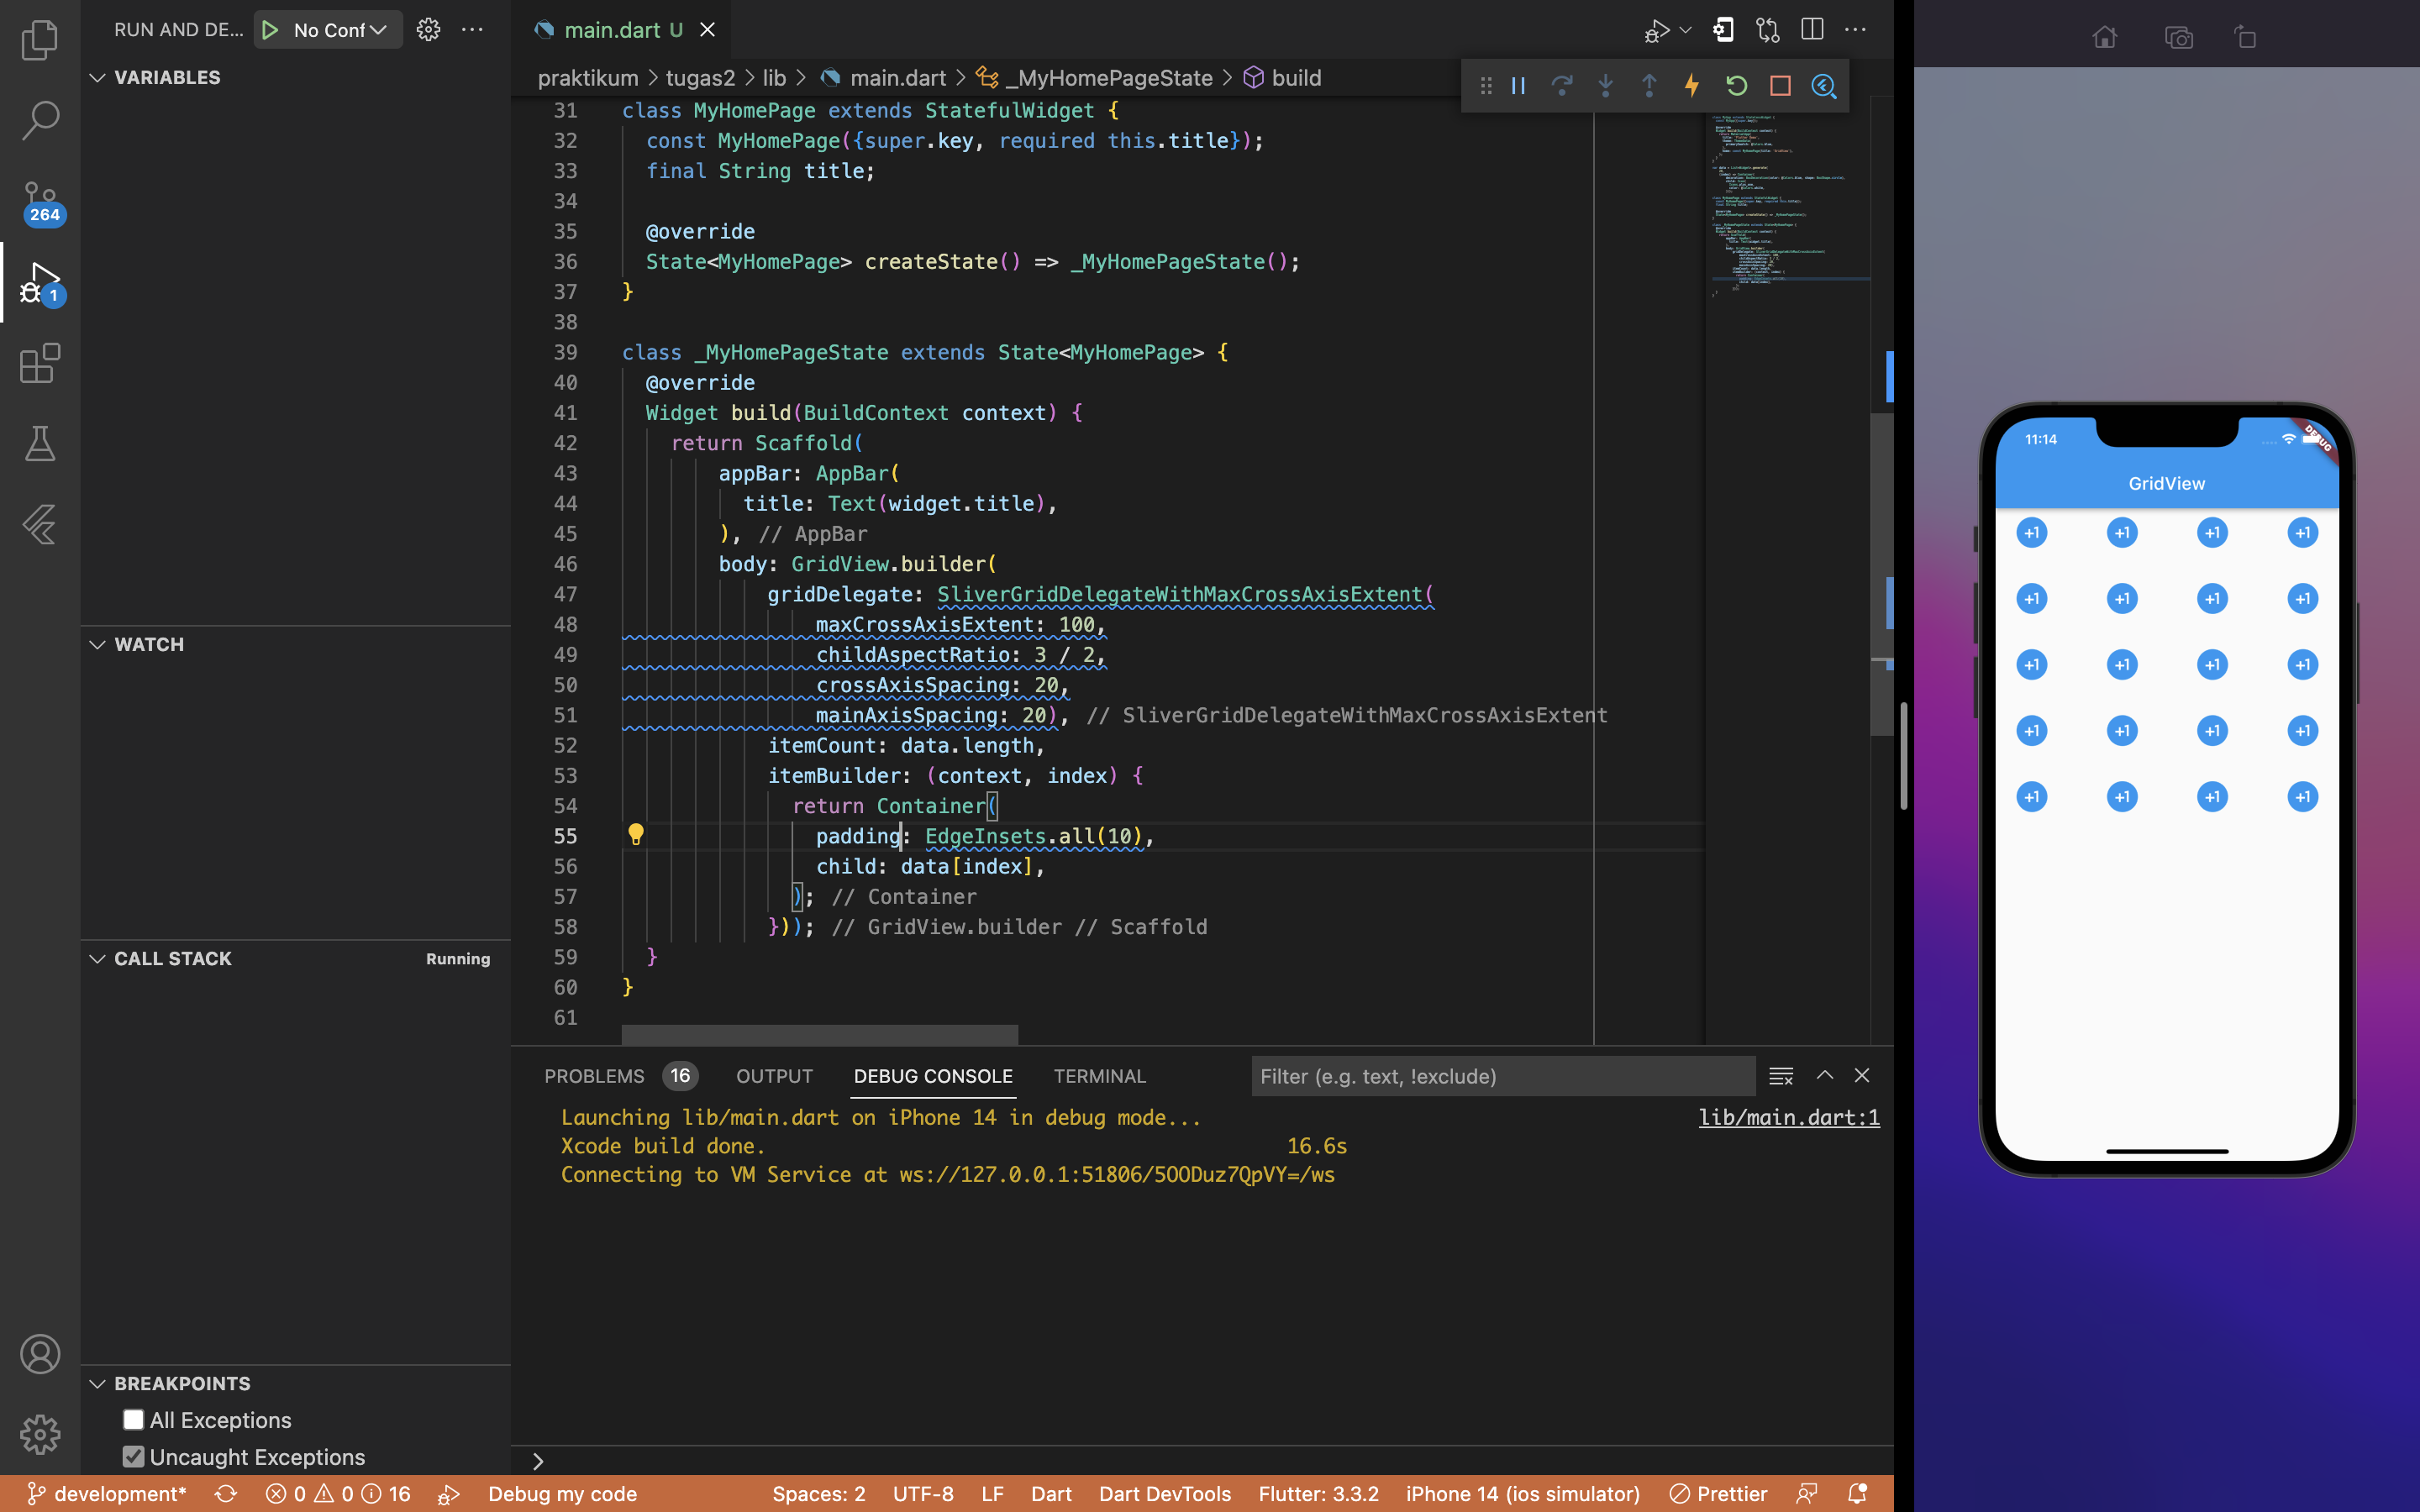 RUN AND DE...
No Conf
VARIABLES
264
1
WATCH
CALL STACK
Running
BREAKPOINTS
All Exceptions
Uncaught Exceptions
main.dart U
praktikum > tugas2 > lib > main.dart > _MyHomePageState > build
31 class MyHomePage extends StatefulWidget {
32 const MyHomePage({super.key, required this.title});
33 final String title;
34
35 @override
36 State<MyHomePage> createState() => _MyHomePageState();
37 }
38
39 class _MyHomePageState extends State<MyHomePage> {
40 @override
41 Widget build(BuildContext context) {
42 return Scaffold(
43 appBar: AppBar(
44 title: Text(widget.title),
45 ), // AppBar
46 body: GridView.builder(
47 gridDelegate: SliverGridDelegateWithMaxCrossAxisExtent(
48 maxCrossAxisExtent: 100,
49 childAspectRatio: 3 / 2,
50 crossAxisSpacing: 20,
51 mainAxisSpacing: 20), // SliverGridDelegateWithMaxCrossAxisExtent
52 itemCount: data.length,
53 itemBuilder: (context, index) {
54 return Container(
55 padding: EdgeInsets.all(10),
56 child: data[index],
57 ); // Container
58 })); // GridView.builder // Scaffold
59 }
60 }
61
PROBLEMS 16 OUTPUT DEBUG CONSOLE TERMINAL
Filter (e.g. text, !exclude)
Launching lib/main.dart on iPhone 14 in debug mode...
lib/main.dart:1
Xcode build done. 16.6s
Connecting to VM Service at ws://127.0.0.1:51806/5OODuz7QpVY=/ws
development* 0 0 16 Debug my code Spaces: 2 UTF-8 LF Dart Dart DevTools Flutter: 3.3.2 iPhone 14 (ios simulator) Prettier
11:14
DEBUG
GridView
+1 +1 +1 +1
+1 +1 +1 +1
+1 +1 +1 +1
+1 +1 +1 +1
+1 +1 +1 +1